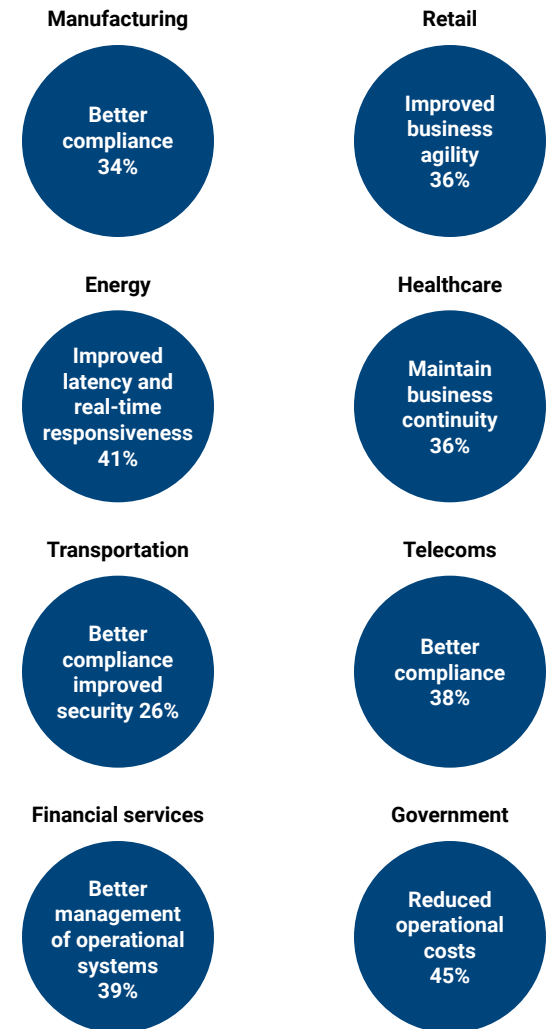 Manufacturing
Better
compliance
34%
Retail
Improved
business
agility
36%
Energy
Improved
latency and
real-time
responsiveness
41%
Healthcare
Maintain
business
continuity
36%
Transportation
Better
compliance
improved
security 26%
Telecoms
Better
compliance
38%
Financial services
Better
management
of operational
systems
39%
Government
Reduced
operational
costs
45%